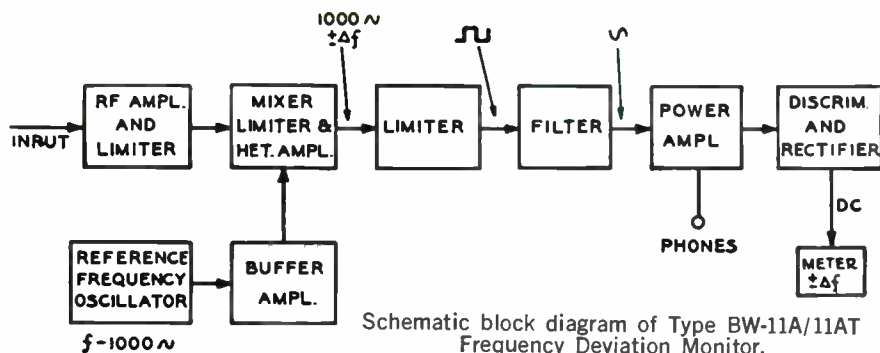 1000 ~
± Δf
INPUT
RF AMPL.
AND
LIMITER
MIXER
LIMITER &
HET. AMPL.
LIMITER
FILTER
POWER
AMPL
DISCRIM.
AND
RECTIFIER
PHONES
DC
METER
± Δf
REFERENCE
FREQUENCY
OSCILLATOR
f-1000 ~
BUFFER
AMPL.
Schematic block diagram of Type BW-11A/11AT
Frequency Deviation Monitor.